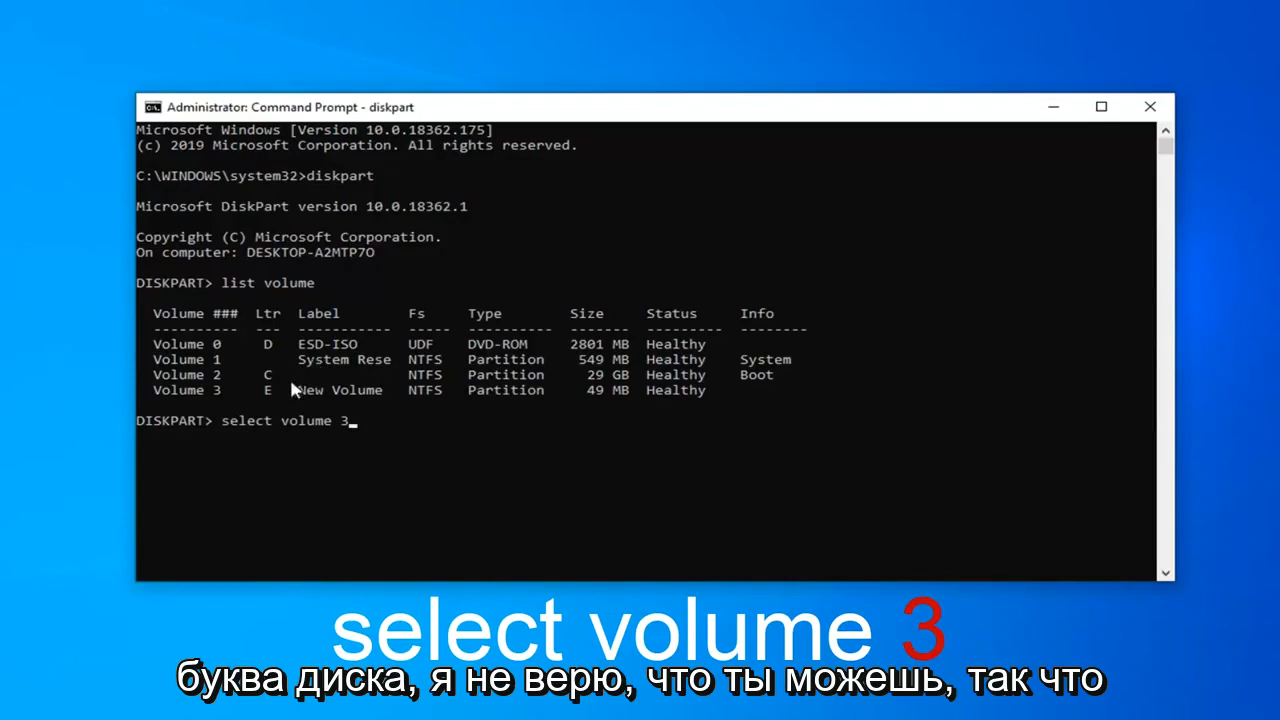 Administrator: Command Prompt - diskpart
Microsoft Windows [Version 10.0.18362.175]
(c) 2019 Microsoft Corporation. All rights reserved.
C:\WINDOWS\system32>diskpart
Microsoft DiskPart version 10.0.18362.1
Copyright (C) Microsoft Corporation.
On computer: DESKTOP-A2MTP7O
DISKPART> list volume
Volume ### Ltr Label Fs Type Size Status Info
---------- --- ----------- ----- ---------- ------- --------- --------
Volume 0 D ESD-ISO UDF DVD-ROM 2801 MB Healthy
Volume 1 System Rese NTFS Partition 549 MB Healthy System
Volume 2 C NTFS Partition 29 GB Healthy Boot
Volume 3 E New Volume NTFS Partition 49 MB Healthy
DISKPART> select volume 3
select volume 3
буква диска, я не верю, что ты можешь, так что